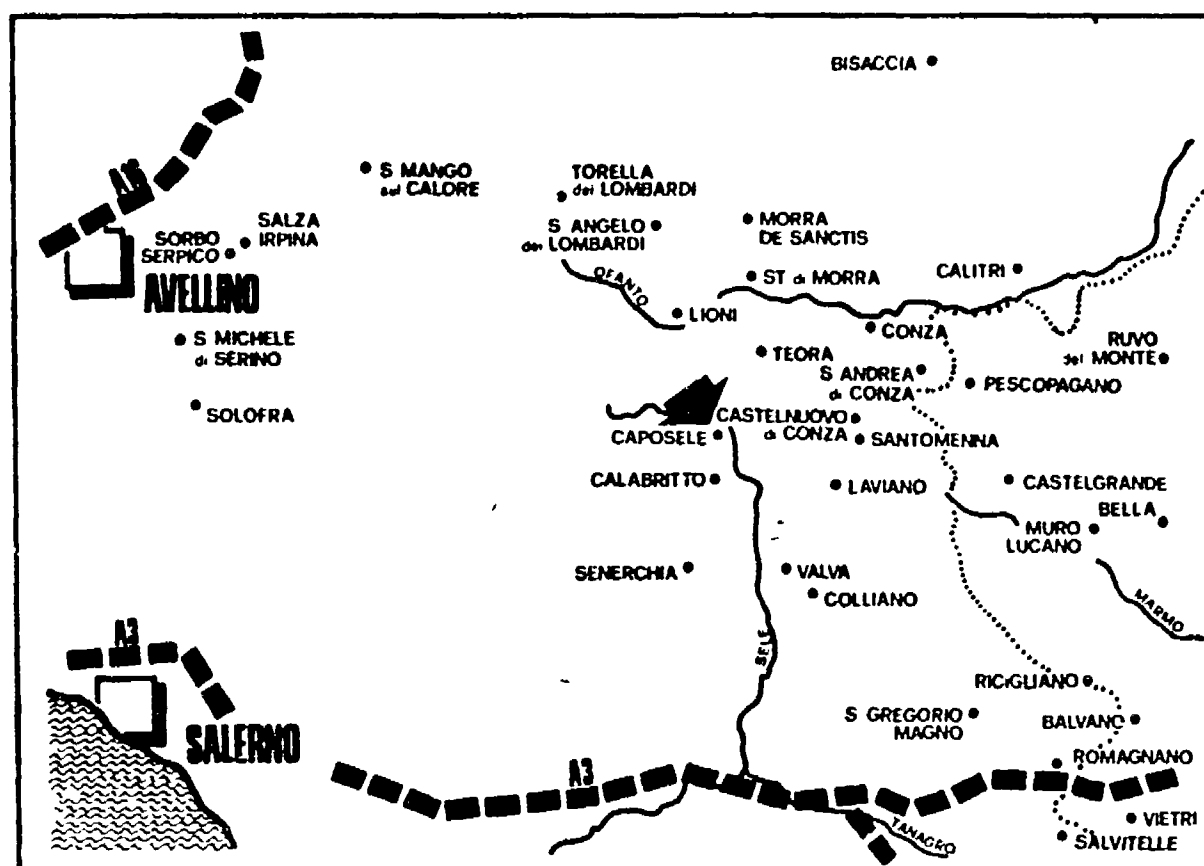 BISACCIA
A16
S MANGO
sul CALORE
TORELLA
dei LOMBARDI
SALZA
IRPINA
SORBO
SERPICO
S ANGELO
dei LOMBARDI
MORRA
DE SANCTIS
AVELLINO
OFANTO
ST di MORRA
CALITRI
LIONI
CONZA
S MICHELE
di SERINO
TEORA
RUVO
del MONTE
S ANDREA
di CONZA
PESCOPAGANO
SOLOFRA
CASTELNUOVO
di CONZA
CAPOSELE
SANTOMENNA
CALABRITTO
LAVIANO
CASTELGRANDE
BELLA
MURO
LUCANO
SENERCHIA
VALVA
COLLIANO
MARMO
A3
SELE
RICIGLIANO
S GREGORIO
MAGNO
BALVANO
SALERNO
ROMAGNANO
A3
TANAGRO
VIETRI
SALVITELLE